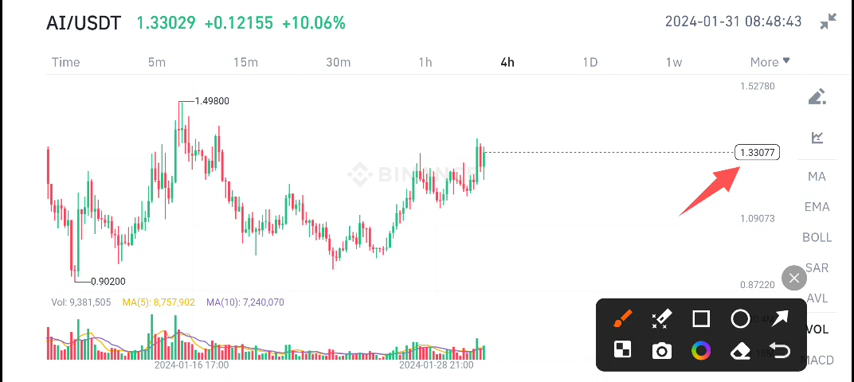 AI/USDT 1.33029 +0.12155 +10.06% 2024-01-31 08:48:43
Time 5m 15m 30m 1h 4h 1D 1w More
1.52780
1.49800
1.33077
MA
EMA
1.09073
BOLL
SAR
0.90200
0.87220
AVL
Vol: 9,381,505 MA(5): 8,757.902 MA(10): 7,240,070
VOL
MACD
2024-01-16 17:00 2024-01-28 21:00